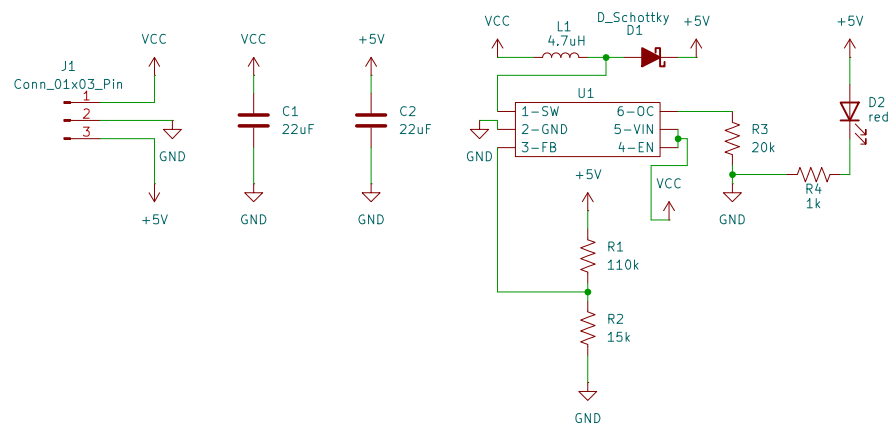 J1
Conn_01x03_Pin
1
2
3
VCC
GND
+5V
VCC
C1
22uF
GND
+5V
C2
22uF
GND
VCC
L1
4.7uH
D_Schottky
D1
+5V
U1
1-SW
2-GND
3-FB
6-OC
5-VIN
4-EN
GND
VCC
+5V
R1
110k
R2
15k
GND
R3
20k
GND
R4
1k
+5V
D2
red